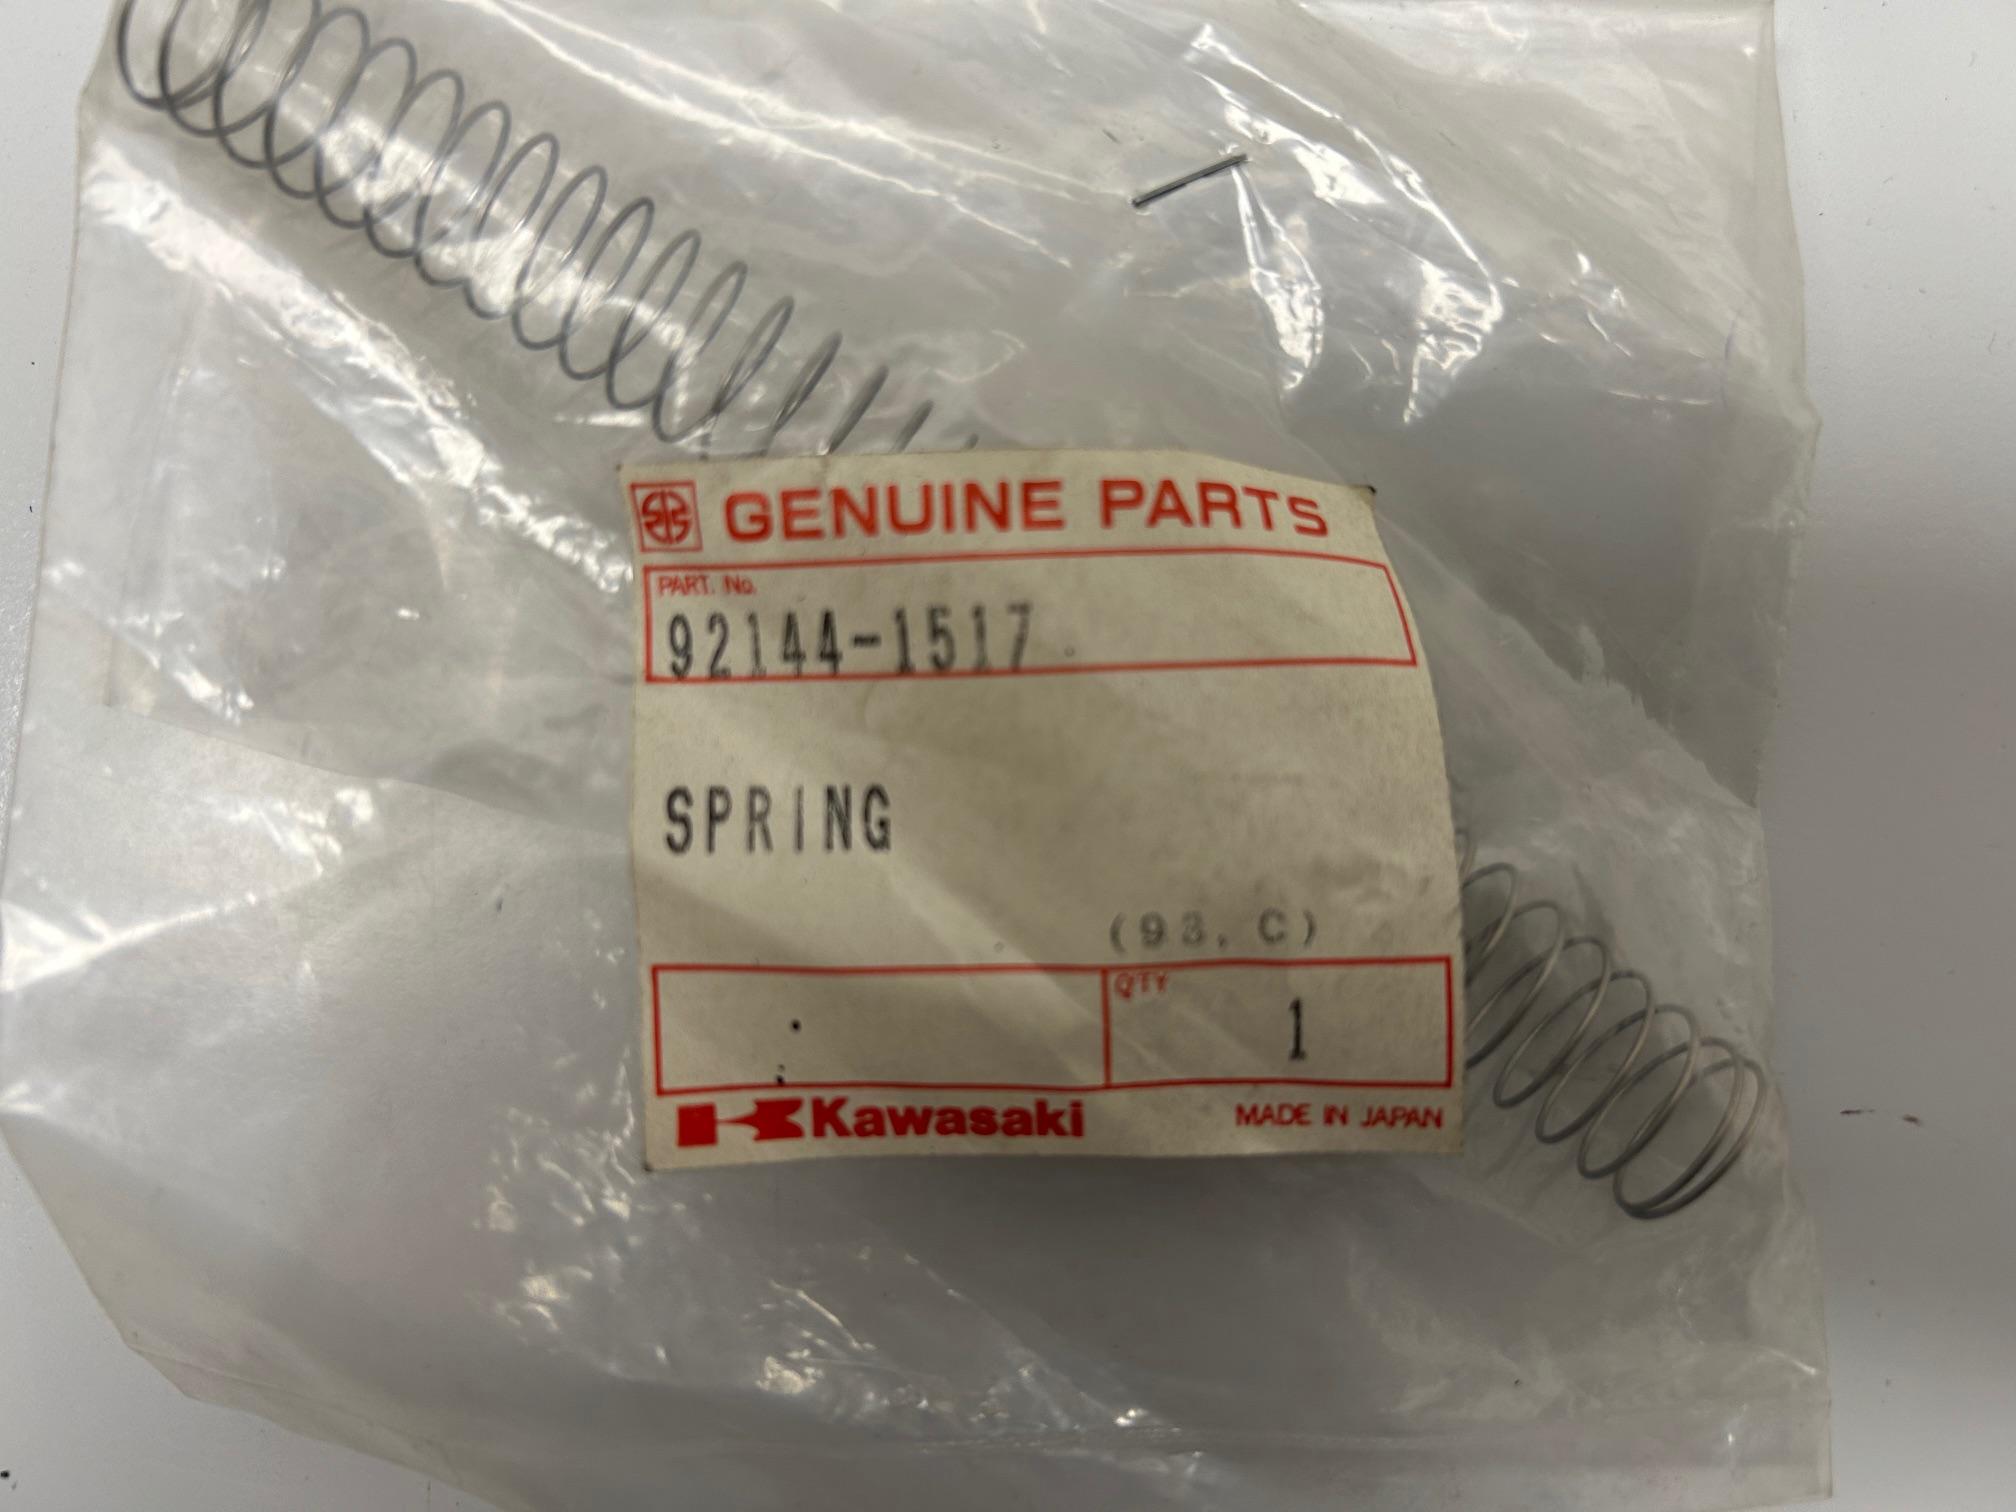 GENUINE PARTS
PART. No.
92144-1517
SPRING
(93. C)
QTY
1
Kawasaki
MADE IN JAPAN